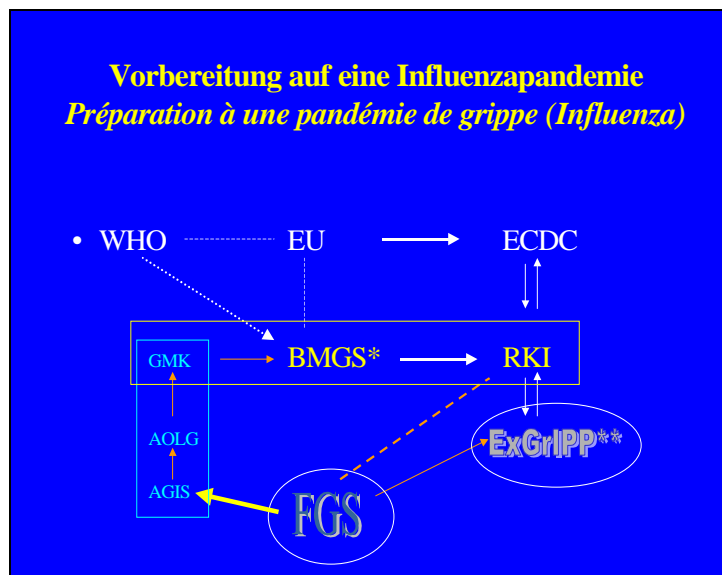 Vorbereitung auf eine Influenzapandemie
Préparation à une pandémie de grippe (Influenza)
• WHO EU ECDC
GMK BMGS* RKI
AOLG ExGrIPP**
AGIS FGS